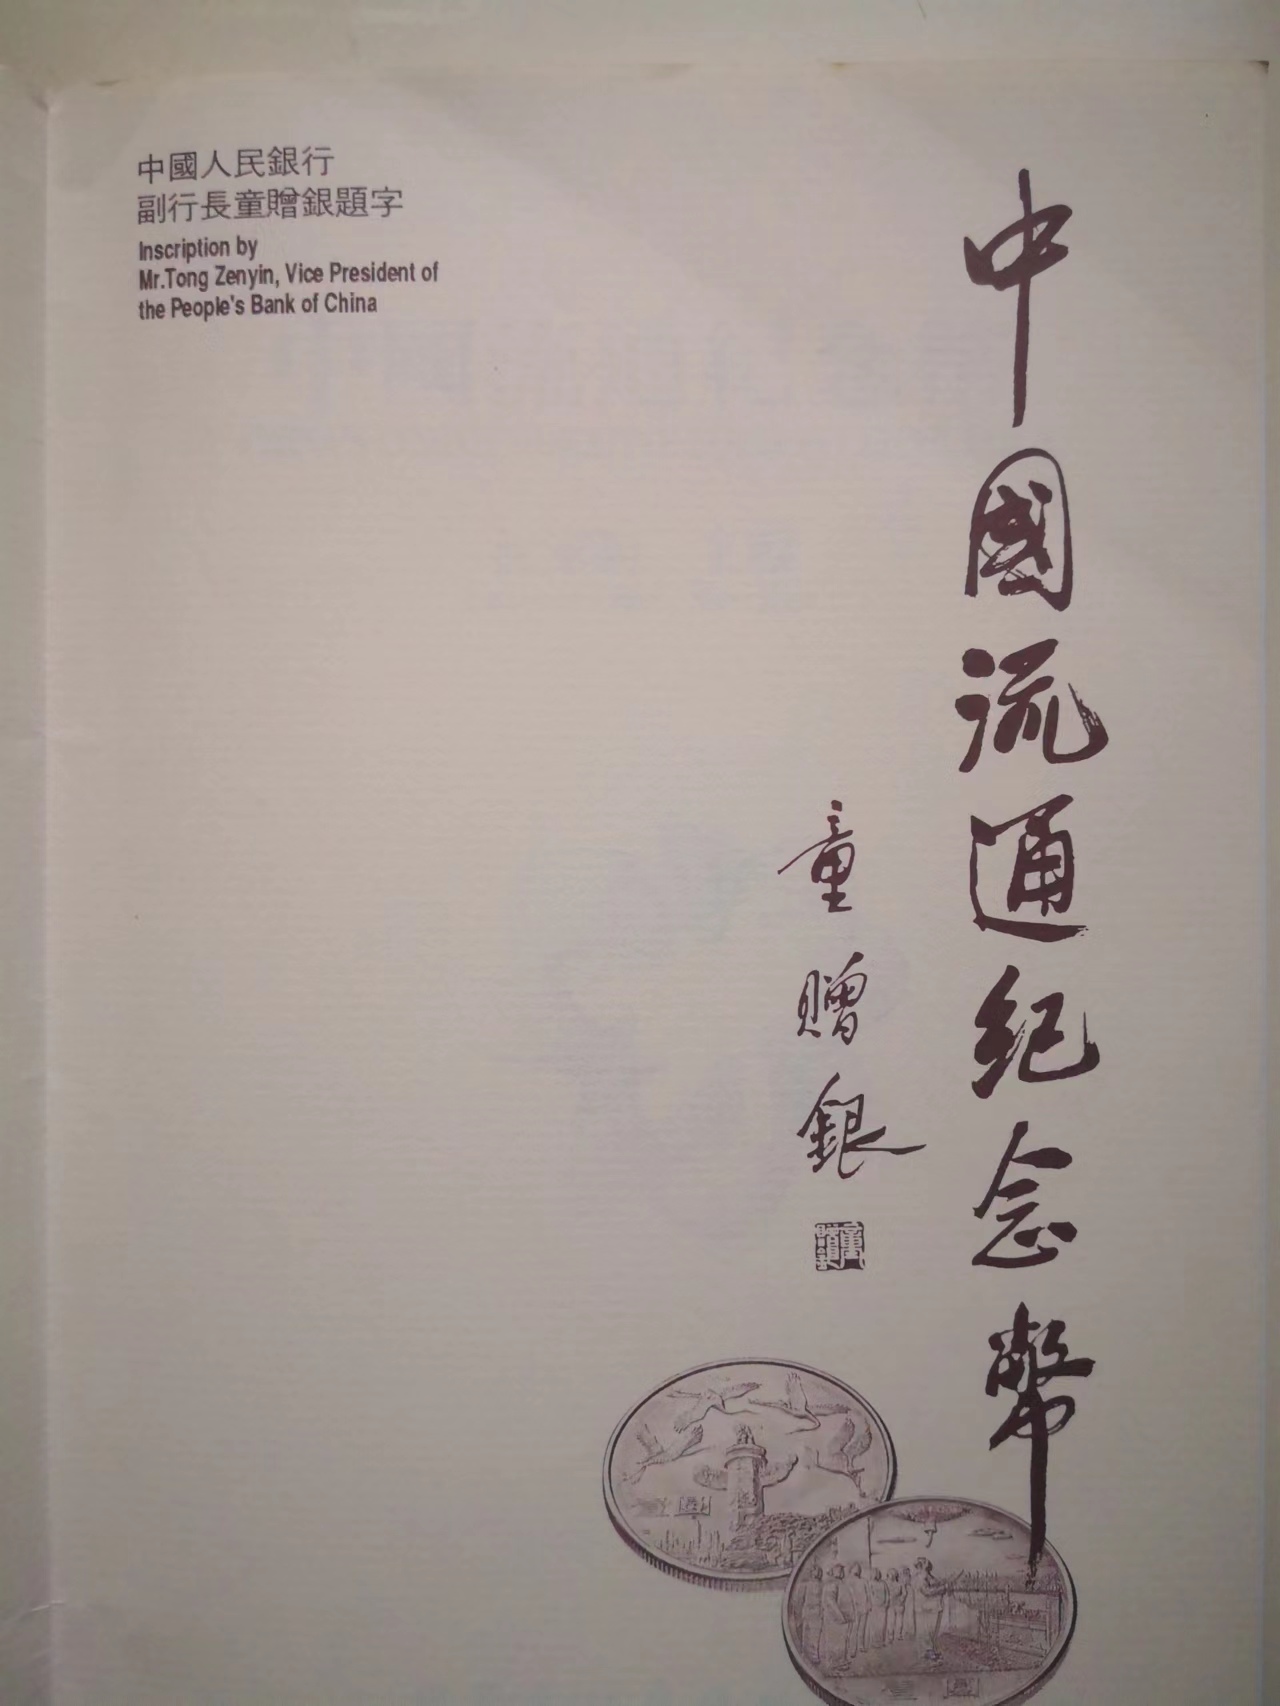 中國人民銀行
副行長童贈銀題字
Inscription by
Mr.Tong Zenyin, Vice President of
the People's Bank of China
中國流通紀念幣
童贈銀